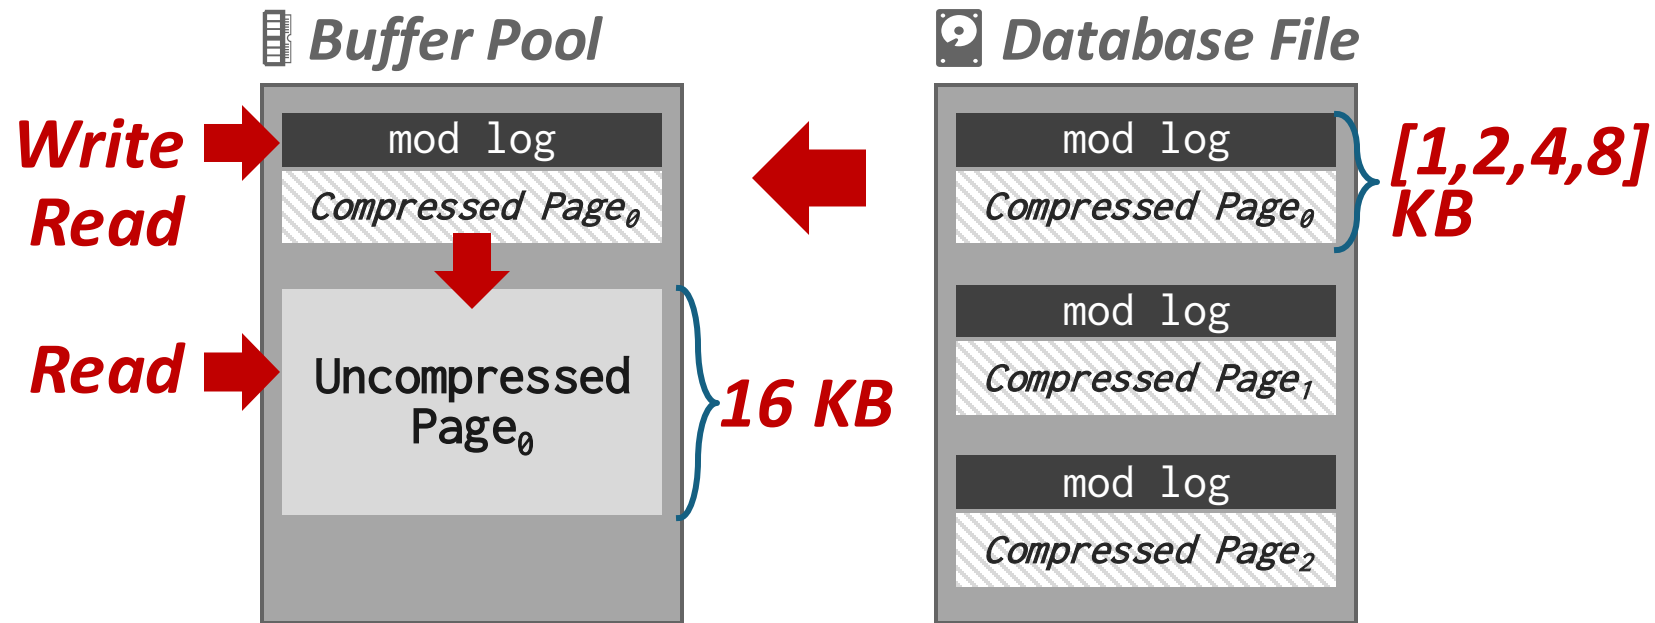 Buffer Pool
Database File
Write
Read
mod log
Compressed Page₀
Read
Uncompressed
Page₀
16 KB
mod log
Compressed Page₀
[1,2,4,8]
KB
mod log
Compressed Page₁
mod log
Compressed Page₂